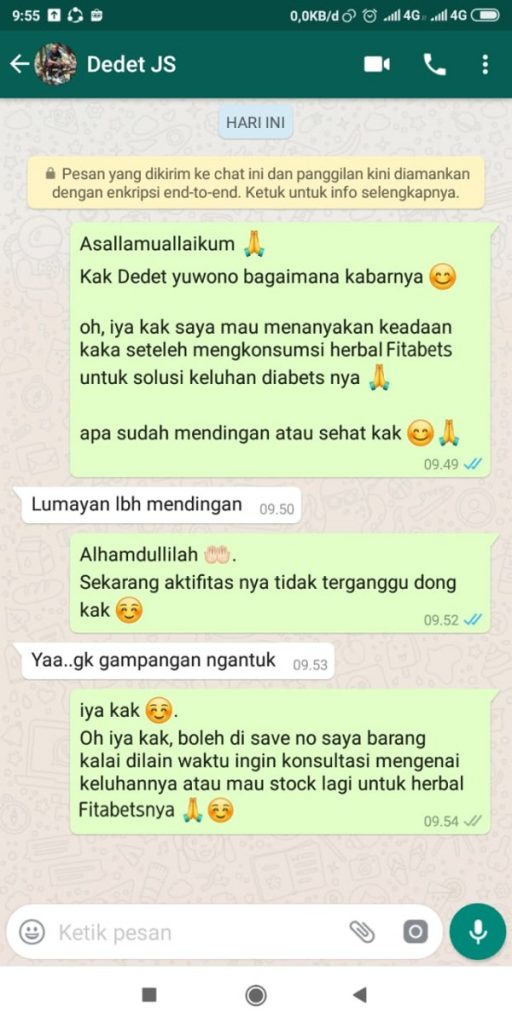 9:55
0,0KB/d
4G
4G
Dedet JS
HARI INI
Pesan yang dikirim ke chat ini dan panggilan kini diamankan
dengan enkripsi end-to-end. Ketuk untuk info selengkapnya.
Asallamuallaikum 🙏
Kak Dedet yuwono bagaimana kabarnya 😊
oh, iya kak saya mau menanyakan keadaan
kaka seteleh mengkonsumsi herbal Fitabets
untuk solusi keluhan diabets nya 🙏
apa sudah mendingan atau sehat kak 😊🙏
09.49
Lumayan lbh mendingan 09.50
Alhamdullilah 🤲🏻.
Sekarang aktifitas nya tidak terganggu dong
kak ☺️
09.52
Yaa..gk gampangan ngantuk 09.53
iya kak ☺️.
Oh iya kak, boleh di save no saya barang
kalai dilain waktu ingin konsultasi mengenai
keluhannya atau mau stock lagi untuk herbal
Fitabetsnya 🙏☺️
09.54
Ketik pesan